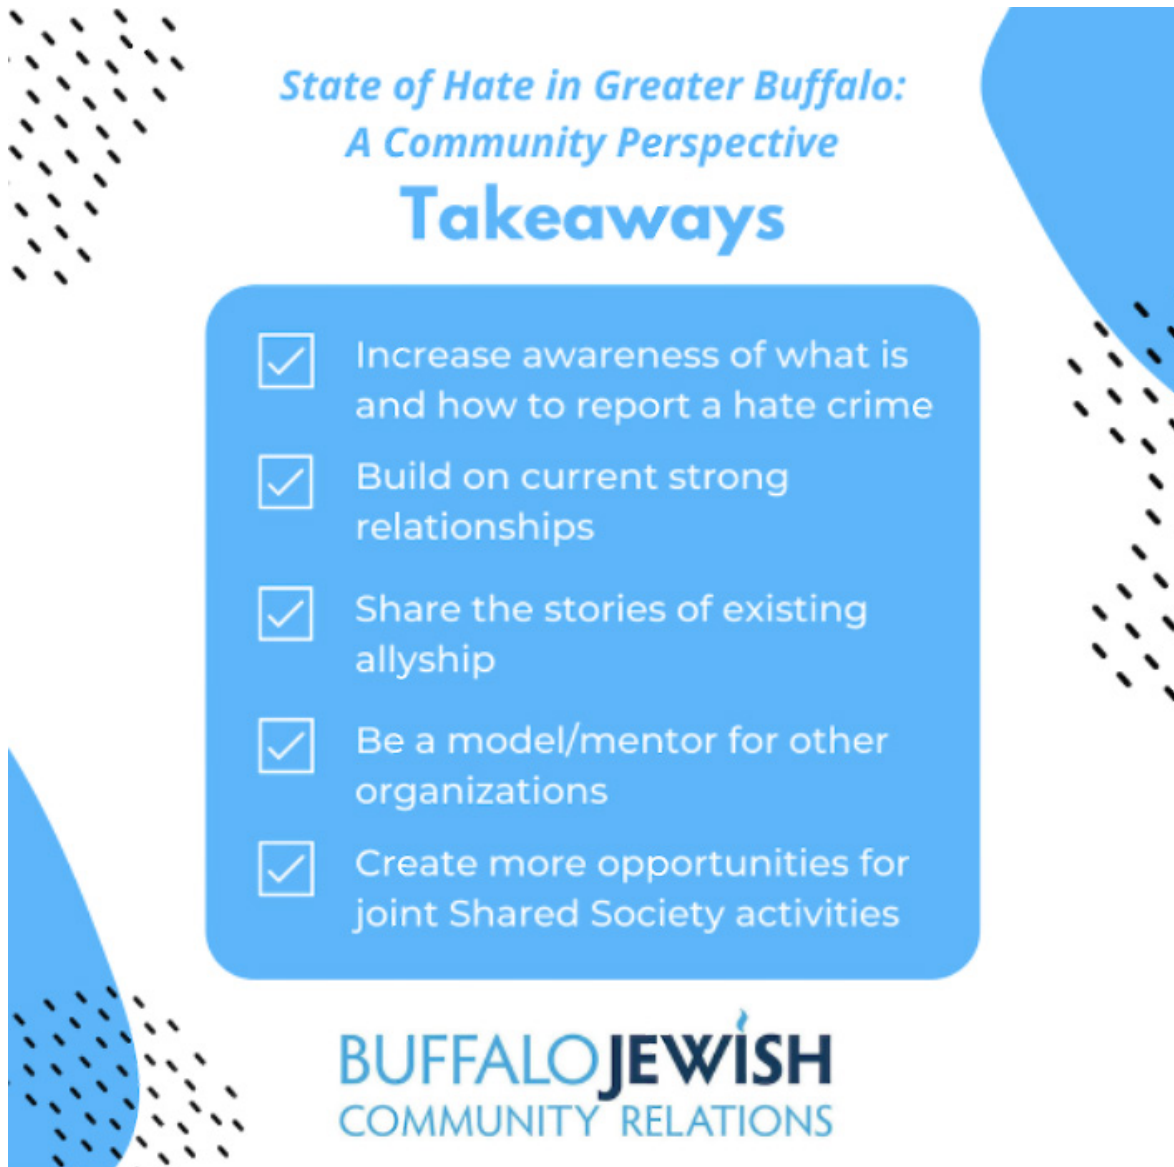 State of Hate in Greater Buffalo:
A Community Perspective
Takeaways
Increase awareness of what is
and how to report a hate crime
Build on current strong
relationships
Share the stories of existing
allyship
Be a model/mentor for other
organizations
Create more opportunities for
joint Shared Society activities
BUFFALO JEWISH
COMMUNITY RELATIONS